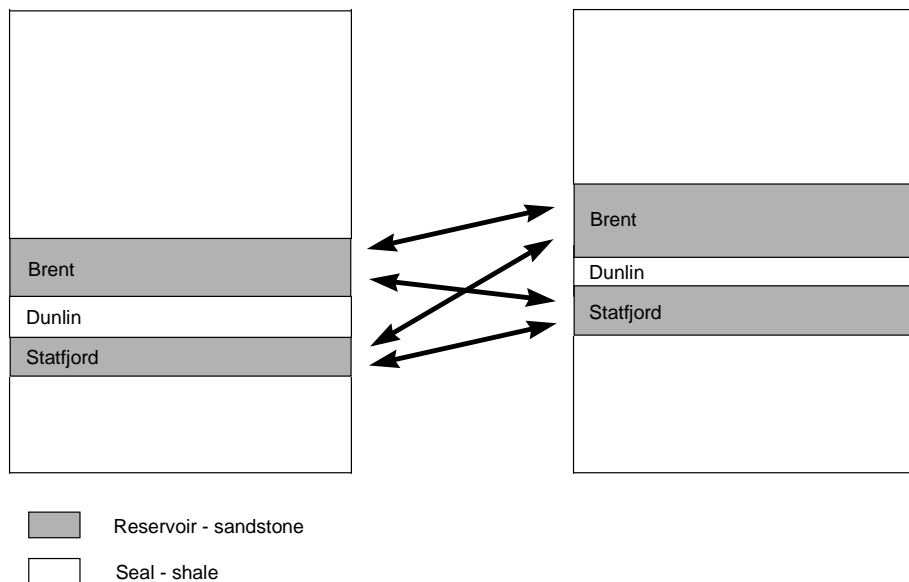 Brent
Dunlin
Statfjord
Brent
Dunlin
Statfjord
Reservoir - sandstone
Seal - shale